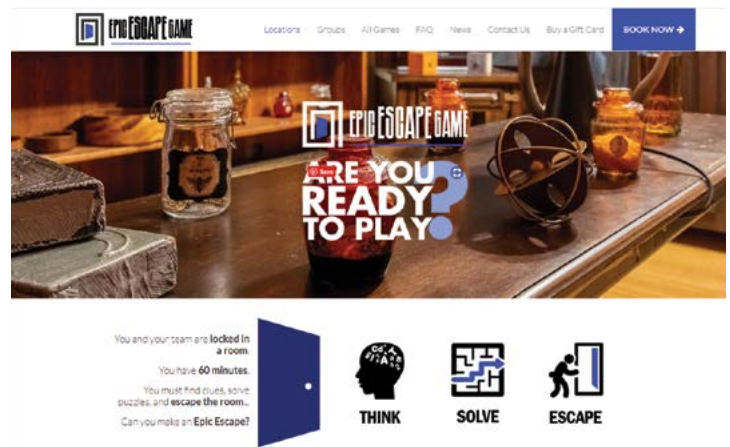 EPIC ESCAPE GAME
Locations Groups All Games FAQ News Contact Us Buy a Gift Card BOOK NOW →
EPIC ESCAPE GAME
ARE YOU
Save
READY
TO PLAY?
You and your team are locked in
a room.
You have 60 minutes.
You must find clues, solve
puzzles, and escape the room...
Can you make an Epic Escape?
THINK SOLVE ESCAPE